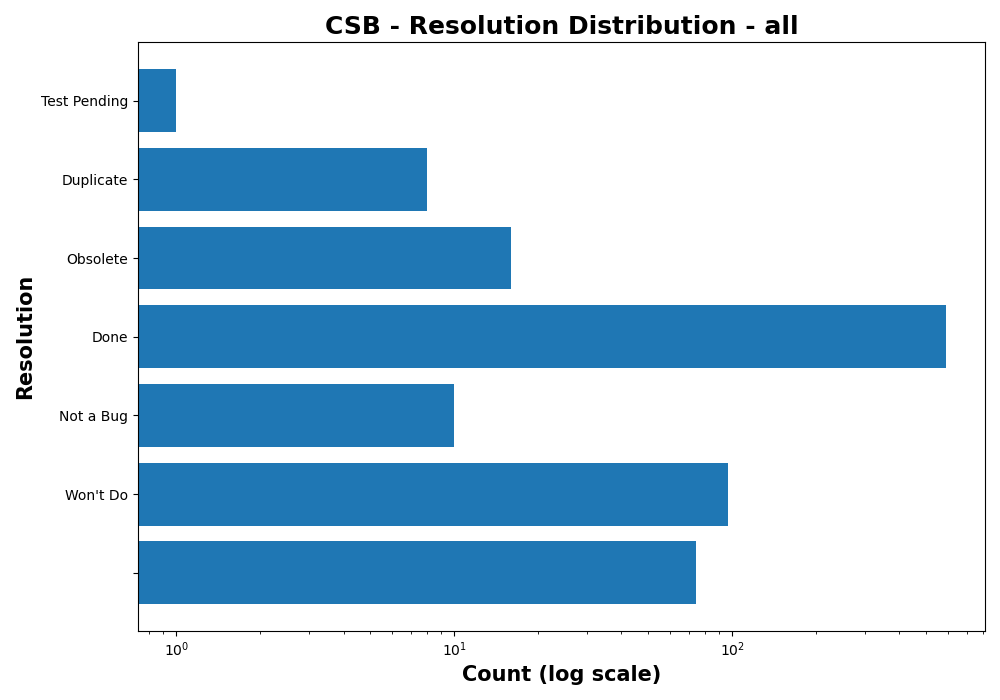 CSB - Resolution Distribution - all
Test Pending
Duplicate
Obsolete
Done
Not a Bug
Won't Do
Resolution
10⁰ 10¹ 10²
Count (log scale)